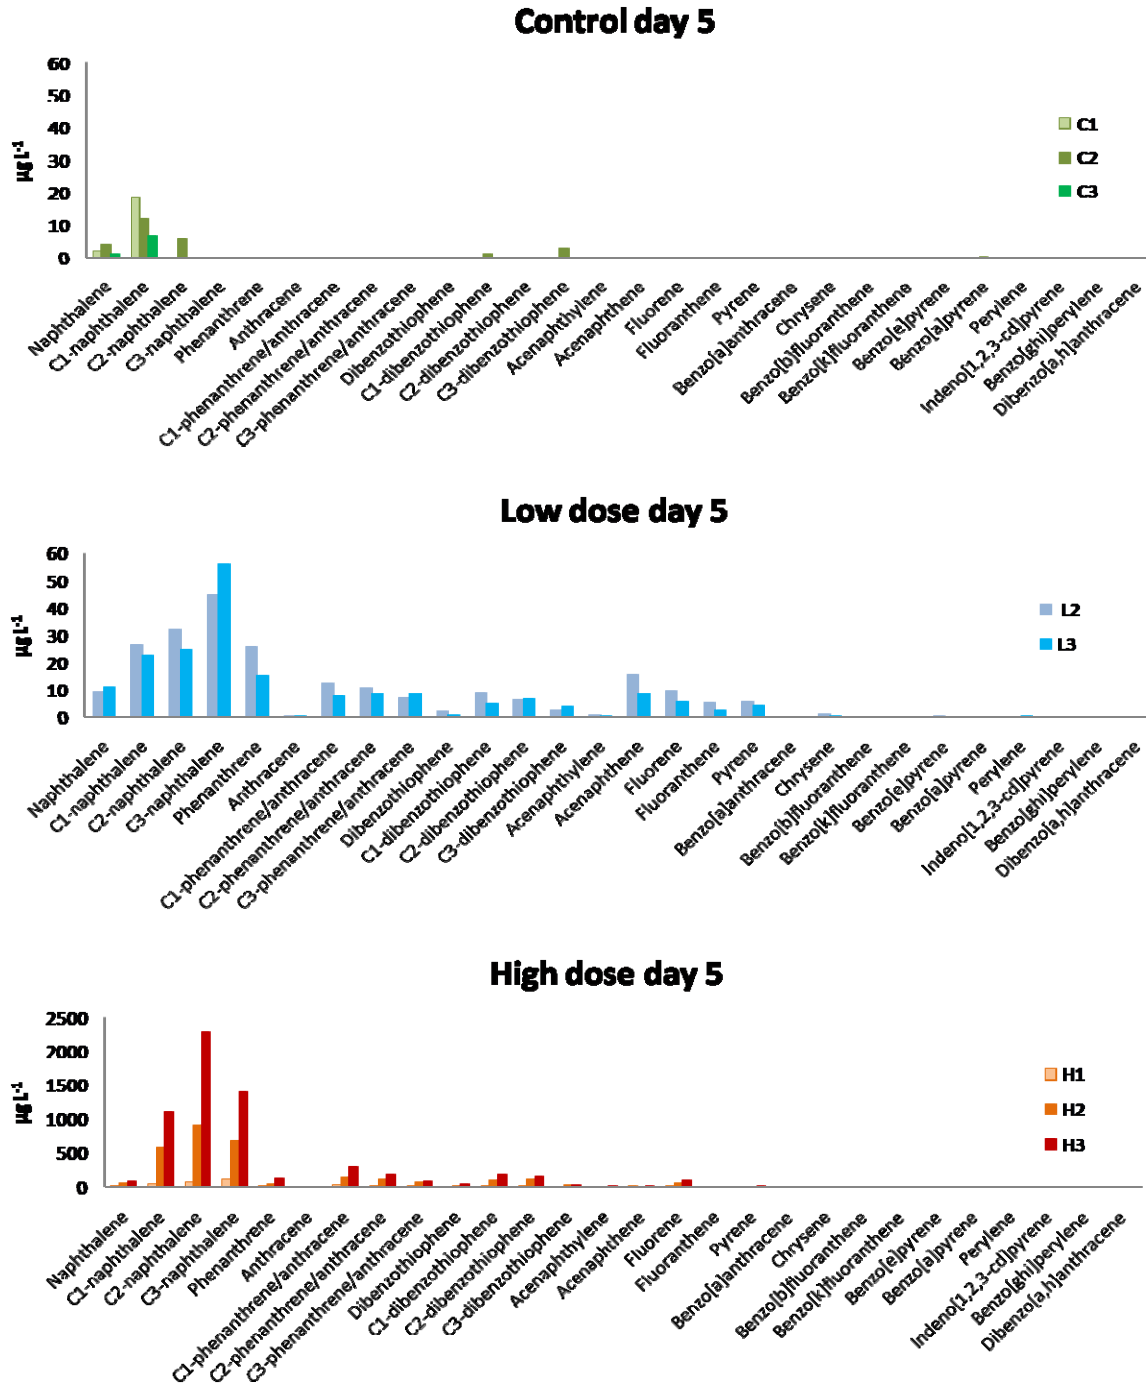 Control day 5
60
50
40
30
20
10
0
µg L⁻¹
C1
C2
C3
Naphthalene
C1-naphthalene
C2-naphthalene
C3-naphthalene
Phenanthrene
Anthracene
C1-phenanthrene/anthracene
C2-phenanthrene/anthracene
C3-phenanthrene/anthracene
Dibenzothiophene
C1-dibenzothiophene
C2-dibenzothiophene
C3-dibenzothiophene
Acenaphthylene
Acenaphthene
Fluorene
Fluoranthene
Pyrene
Benzo[a]anthracene
Chrysene
Benzo[b]fluoranthene
Benzo[k]fluoranthene
Benzo[e]pyrene
Benzo[a]pyrene
Perylene
Indeno[1,2,3-cd]pyrene
Benzo[ghi]perylene
Dibenzo[a,h]anthracene
Low dose day 5
60
50
40
30
20
10
0
µg L⁻¹
L2
L3
Naphthalene
C1-naphthalene
C2-naphthalene
C3-naphthalene
Phenanthrene
Anthracene
C1-phenanthrene/anthracene
C2-phenanthrene/anthracene
C3-phenanthrene/anthracene
Dibenzothiophene
C1-dibenzothiophene
C2-dibenzothiophene
C3-dibenzothiophene
Acenaphthylene
Acenaphthene
Fluorene
Fluoranthene
Pyrene
Benzo[a]anthracene
Chrysene
Benzo[b]fluoranthene
Benzo[k]fluoranthene
Benzo[e]pyrene
Benzo[a]pyrene
Perylene
Indeno[1,2,3-cd]pyrene
Benzo[ghi]perylene
Dibenzo[a,h]anthracene
High dose day 5
2500
2000
1500
1000
500
0
µg L⁻¹
H1
H2
H3
Naphthalene
C1-naphthalene
C2-naphthalene
C3-naphthalene
Phenanthrene
Anthracene
C1-phenanthrene/anthracene
C2-phenanthrene/anthracene
C3-phenanthrene/anthracene
Dibenzothiophene
C1-dibenzothiophene
C2-dibenzothiophene
C3-dibenzothiophene
Acenaphthylene
Acenaphthene
Fluorene
Fluoranthene
Pyrene
Benzo[a]anthracene
Chrysene
Benzo[b]fluoranthene
Benzo[k]fluoranthene
Benzo[e]pyrene
Benzo[a]pyrene
Perylene
Indeno[1,2,3-cd]pyrene
Benzo[ghi]perylene
Dibenzo[a,h]anthracene